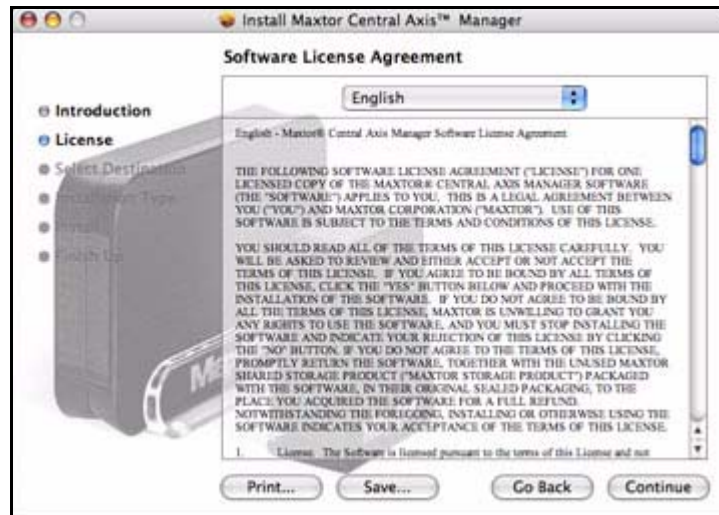 Install Maxtor Central Axis™ Manager
Software License Agreement
English
Introduction
License
Select Destination
Installation Type
Install
Finish Up
English - Maxtor® Central Axis Manager Software License Agreement
THE FOLLOWING SOFTWARE LICENSE AGREEMENT ("LICENSE") FOR ONE
LICENSED COPY OF THE MAXTOR® CENTRAL AXIS MANAGER SOFTWARE
(THE "SOFTWARE") APPLIES TO YOU. THIS IS A LEGAL AGREEMENT BETWEEN
YOU ("YOU") AND MAXTOR CORPORATION ("MAXTOR"). USE OF THIS
SOFTWARE IS SUBJECT TO THE TERMS AND CONDITIONS OF THIS LICENSE.
YOU SHOULD READ ALL OF THE TERMS OF THIS LICENSE CAREFULLY. YOU
WILL BE ASKED TO REVIEW AND EITHER ACCEPT OR NOT ACCEPT THE
TERMS OF THIS LICENSE. IF YOU AGREE TO BE BOUND BY ALL TERMS OF
THIS LICENSE, CLICK THE "YES" BUTTON BELOW AND PROCEED WITH THE
INSTALLATION OF THE SOFTWARE. IF YOU DO NOT AGREE TO BE BOUND BY
ALL THE TERMS OF THIS LICENSE, MAXTOR IS UNWILLING TO GRANT YOU
ANY RIGHTS TO USE THE SOFTWARE, AND YOU MUST STOP INSTALLING THE
SOFTWARE AND INDICATE YOUR REJECTION OF THIS LICENSE BY CLICKING
THE "NO" BUTTON. IF YOU DO NOT AGREE TO THE TERMS OF THIS LICENSE,
PROMPTLY RETURN THE SOFTWARE, TOGETHER WITH THE UNUSED MAXTOR
SHARED STORAGE PRODUCT ("MAXTOR STORAGE PRODUCT") PACKAGED
WITH THE SOFTWARE, IN THEIR ORIGINAL SEALED PACKAGING, TO THE
PLACE YOU ACQUIRED THE SOFTWARE FOR A FULL REFUND.
NOTWITHSTANDING THE FOREGOING, INSTALLING OR OTHERWISE USING THE
SOFTWARE INDICATES YOUR ACCEPTANCE OF THE TERMS OF THIS LICENSE.
1. License. The Software is licensed pursuant to the terms of this License and not
Print... Save... Go Back Continue